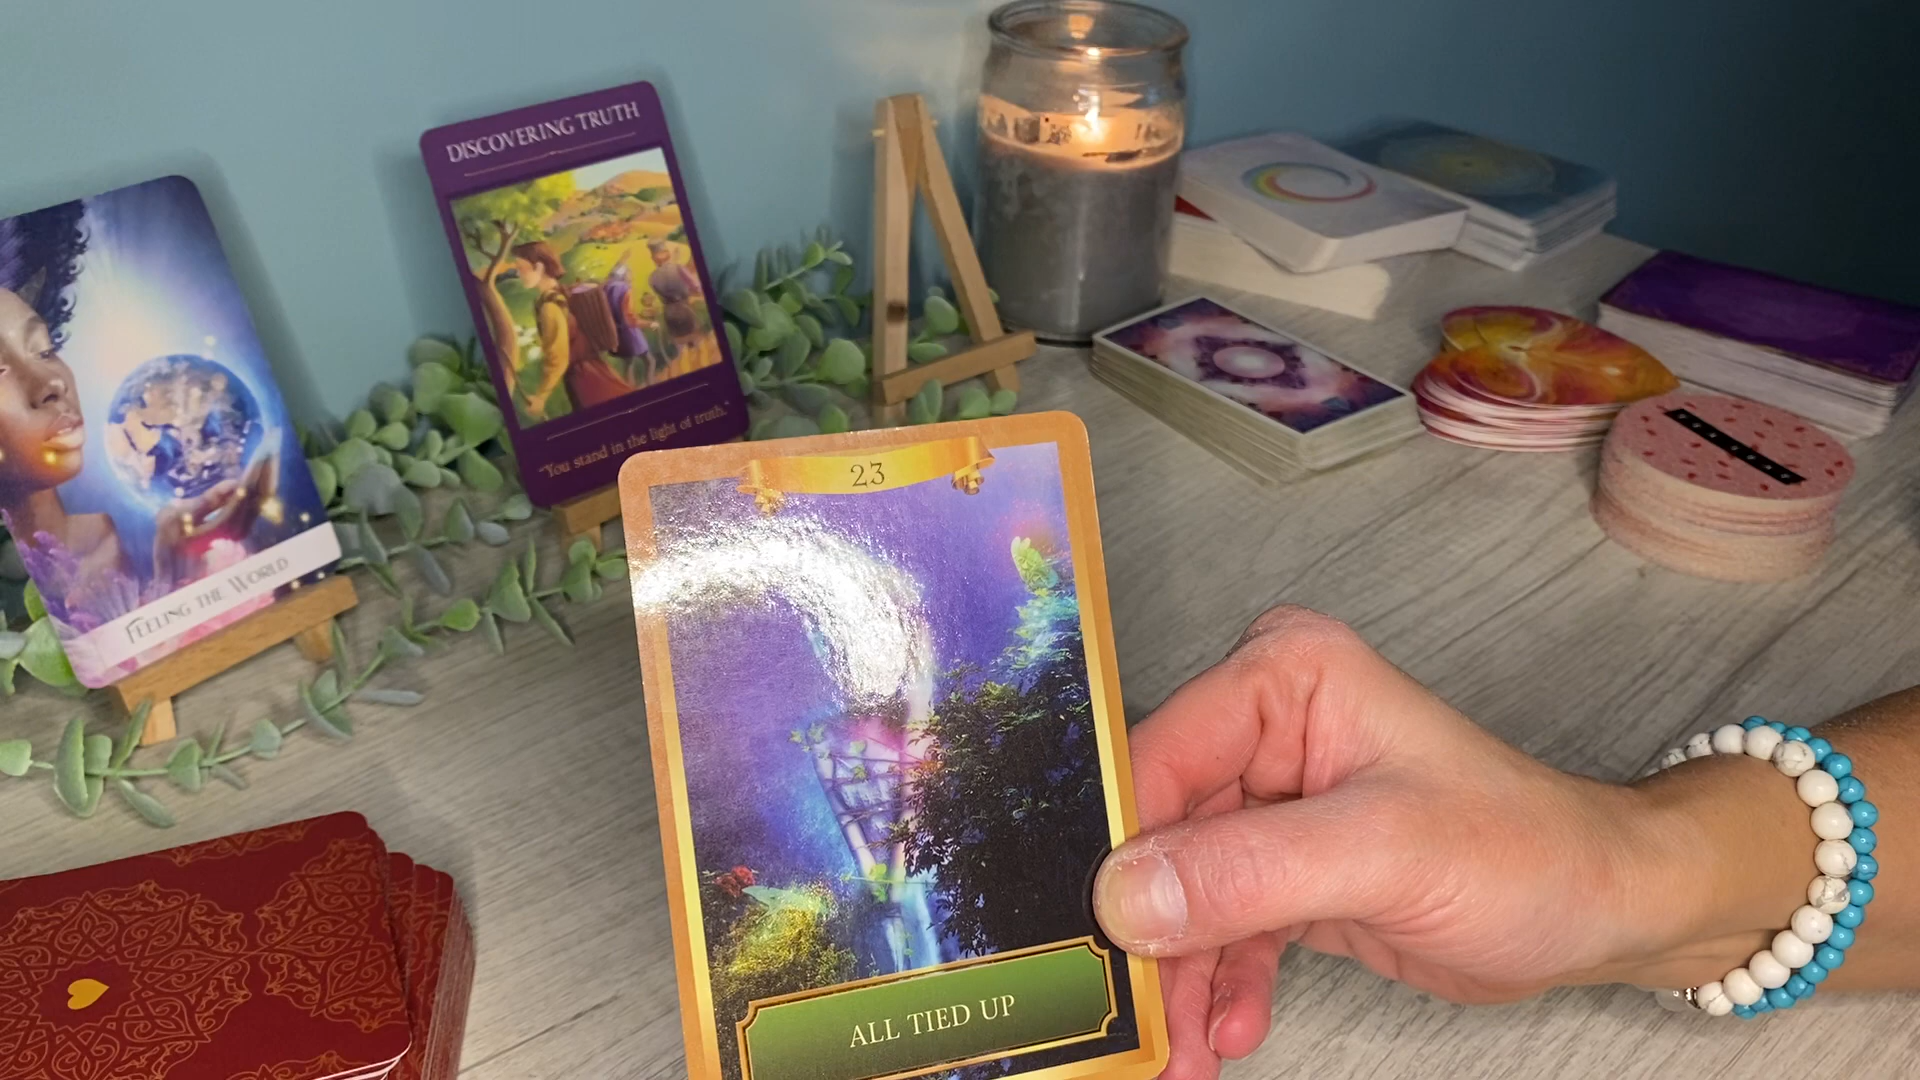 DISCOVERING TRUTH
"You stand in the light of truth."
FEELING THE WORLD
23
ALL TIED UP